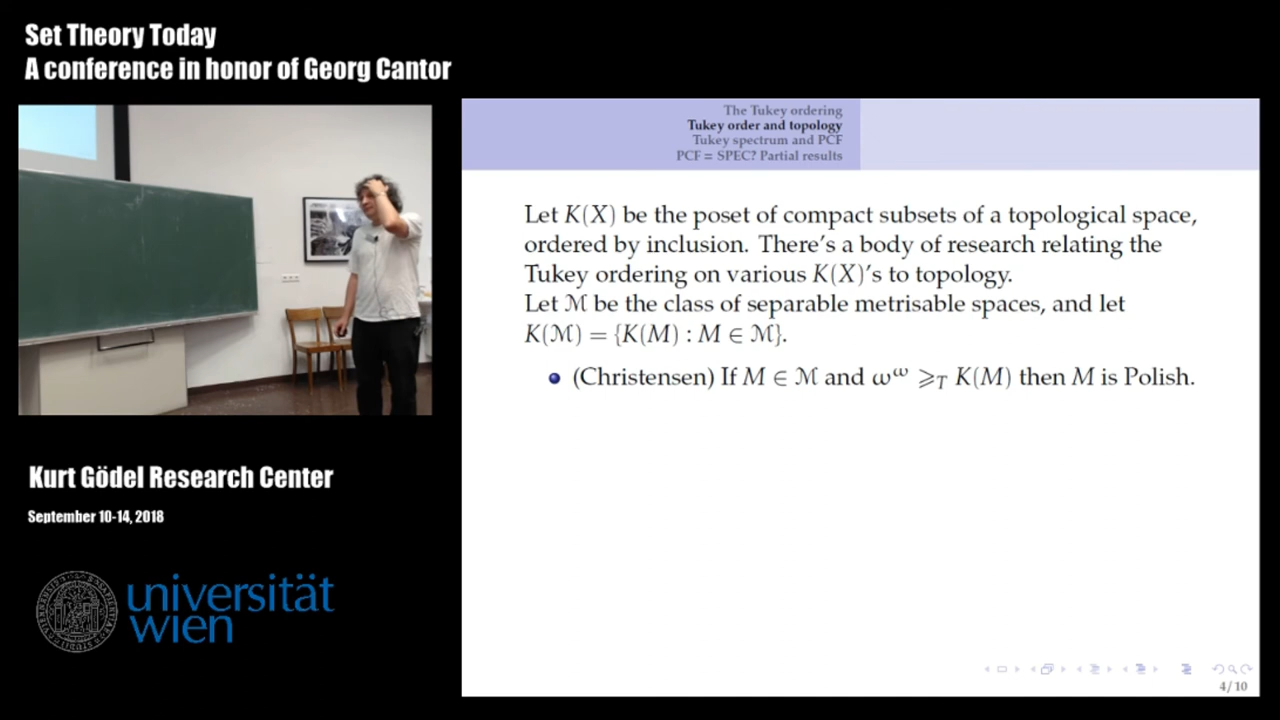 Set Theory Today
A conference in honor of Georg Cantor
The Tukey ordering
Tukey order and topology
Tukey spectrum and PCF
PCF = SPEC? Partial results
Let K(X) be the poset of compact subsets of a topological space,
ordered by inclusion. There's a body of research relating the
Tukey ordering on various K(X)'s to topology.
Let ℳ be the class of separable metrisable spaces, and let
K(ℳ) = {K(M) : M ∈ ℳ}.
(Christensen) If M ∈ ℳ and ω^ω ⩾_T K(M) then M is Polish.
4/10
Kurt Gödel Research Center
September 10-14, 2018
universität
wien